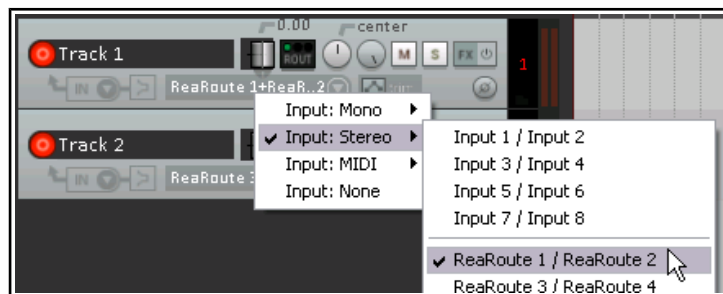 0.00 center
Track 1 ROUT M S FX 1
IN ReaRoute 1+ReaR..2
Input: Mono
Input: Stereo
Input: MIDI
Input: None
Track 2
IN ReaRoute 3
Input 1 / Input 2
Input 3 / Input 4
Input 5 / Input 6
Input 7 / Input 8
ReaRoute 1 / ReaRoute 2
ReaRoute 3 / ReaRoute 4